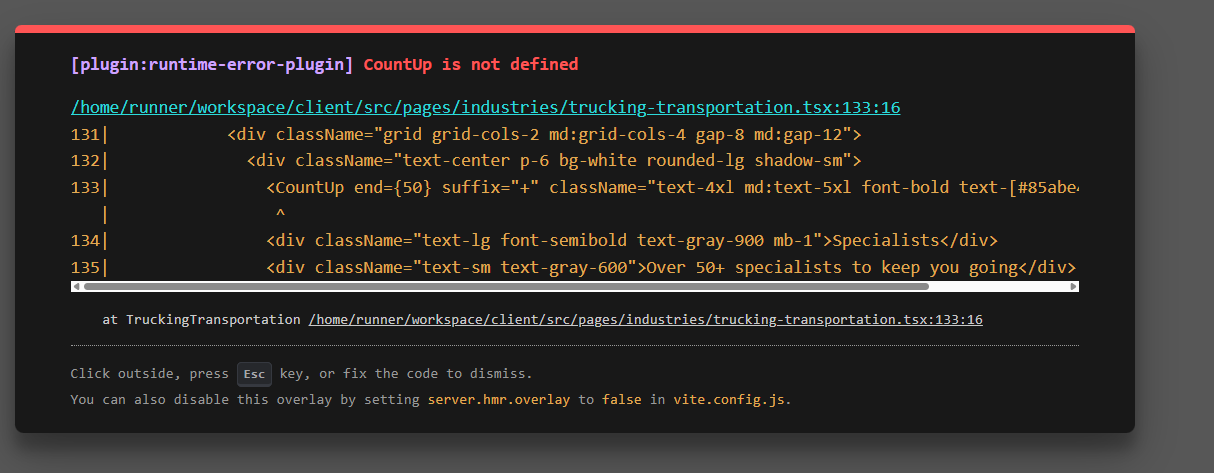 [plugin:runtime-error-plugin] CountUp is not defined
/home/runner/workspace/client/src/pages/industries/trucking-transportation.tsx:133:16
131|            <div className="grid grid-cols-2 md:grid-cols-4 gap-8 md:gap-12">
132|              <div className="text-center p-6 bg-white rounded-lg shadow-sm">
133|                <CountUp end={50} suffix="+" className="text-4xl md:text-5xl font-bold text-[#85abe4
   |                 ^
134|                <div className="text-lg font-semibold text-gray-900 mb-1">Specialists</div>
135|                <div className="text-sm text-gray-600">Over 50+ specialists to keep you going</div>
at TruckingTransportation /home/runner/workspace/client/src/pages/industries/trucking-transportation.tsx:133:16
Click outside, press Esc key, or fix the code to dismiss.
You can also disable this overlay by setting server.hmr.overlay to false in vite.config.js.